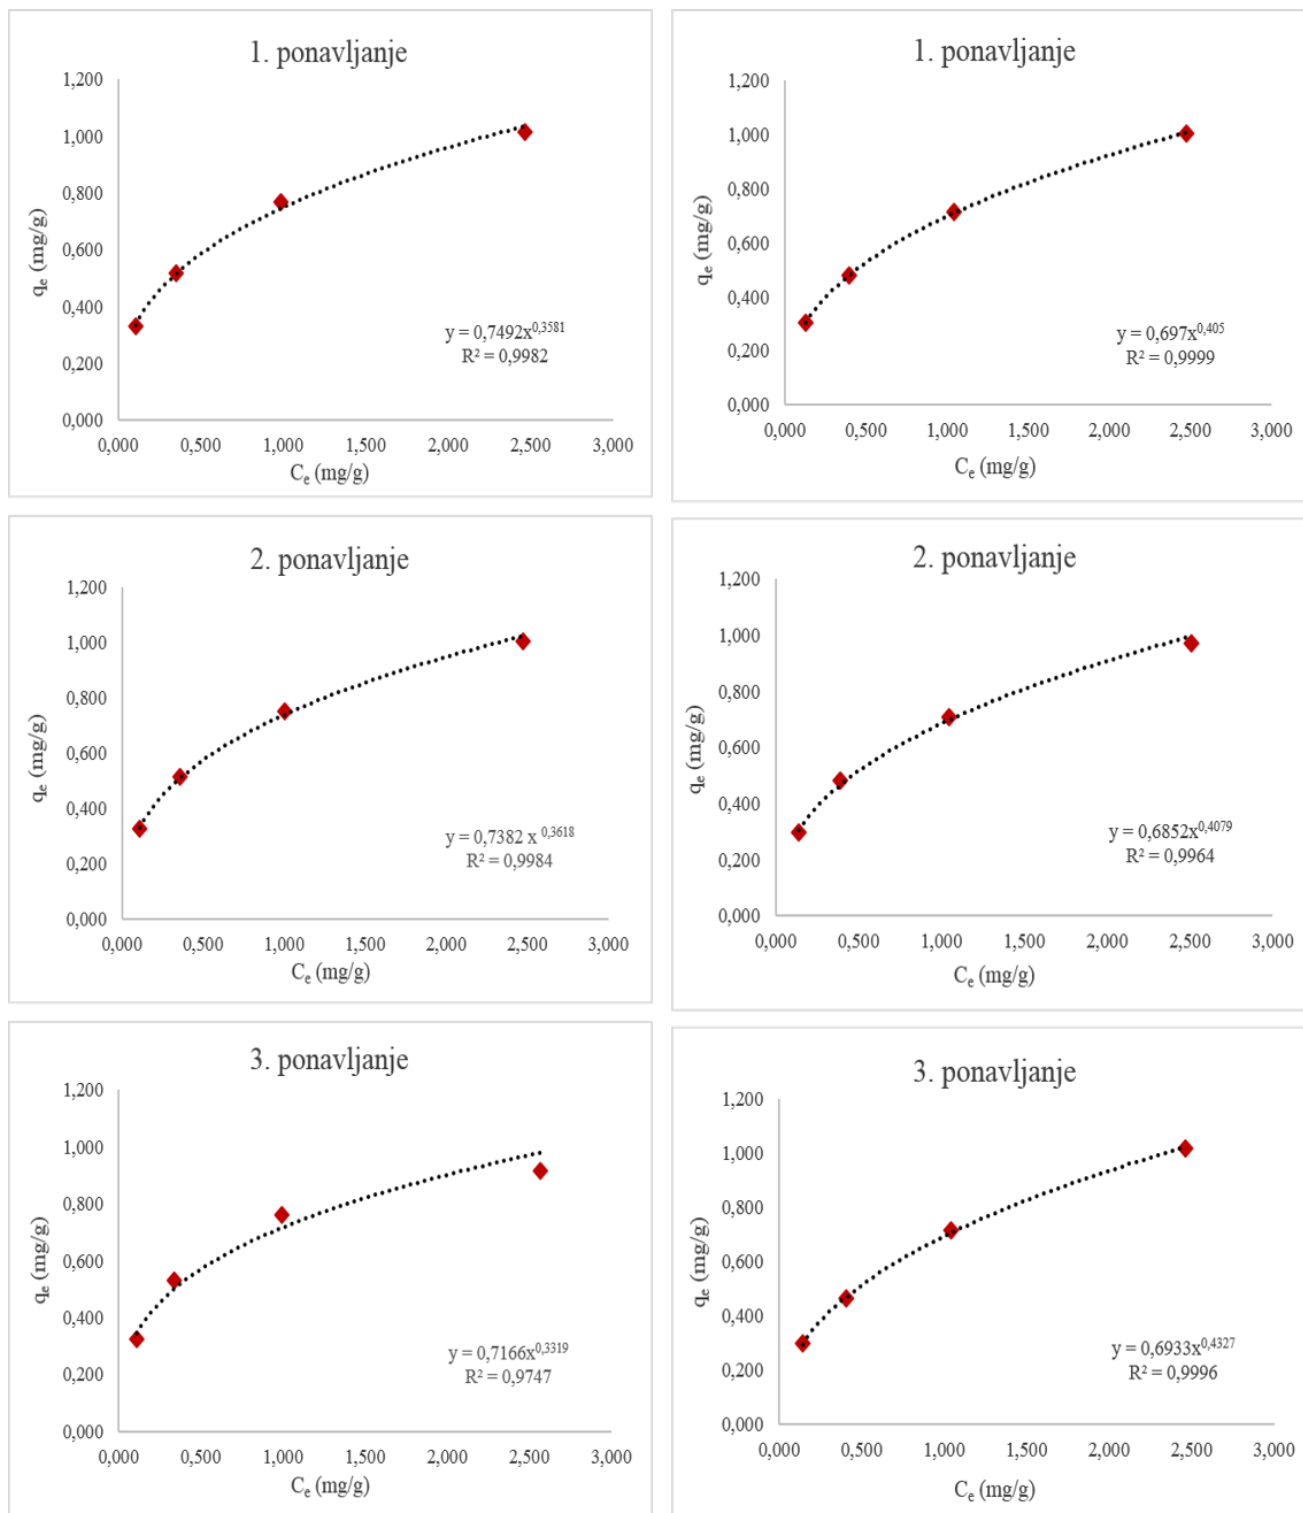 1. ponavljanje
1,200
1,000
0,800
0,600
0,400
0,200
0,000
qe (mg/g)
y = 0,7492x^0,3581
R² = 0,9982
0,000 0,500 1,000 1,500 2,000 2,500 3,000
Ce (mg/g)
1. ponavljanje
1,200
1,000
0,800
0,600
0,400
0,200
0,000
qe (mg/g)
y = 0,697x^0,405
R² = 0,9999
0,000 0,500 1,000 1,500 2,000 2,500 3,000
Ce (mg/g)
2. ponavljanje
1,200
1,000
0,800
0,600
0,400
0,200
0,000
qe (mg/g)
y = 0,7382 x^0,3618
R² = 0,9984
0,000 0,500 1,000 1,500 2,000 2,500 3,000
Ce (mg/g)
2. ponavljanje
1,200
1,000
0,800
0,600
0,400
0,200
0,000
qe (mg/g)
y = 0,6852x^0,4079
R² = 0,9964
0,000 0,500 1,000 1,500 2,000 2,500 3,000
Ce (mg/g)
3. ponavljanje
1,200
1,000
0,800
0,600
0,400
0,200
0,000
qe (mg/g)
y = 0,7166x^0,3319
R² = 0,9747
0,000 0,500 1,000 1,500 2,000 2,500 3,000
Ce (mg/g)
3. ponavljanje
1,200
1,000
0,800
0,600
0,400
0,200
0,000
qe (mg/g)
y = 0,6933x^0,4327
R² = 0,9996
0,000 0,500 1,000 1,500 2,000 2,500 3,000
Ce (mg/g)